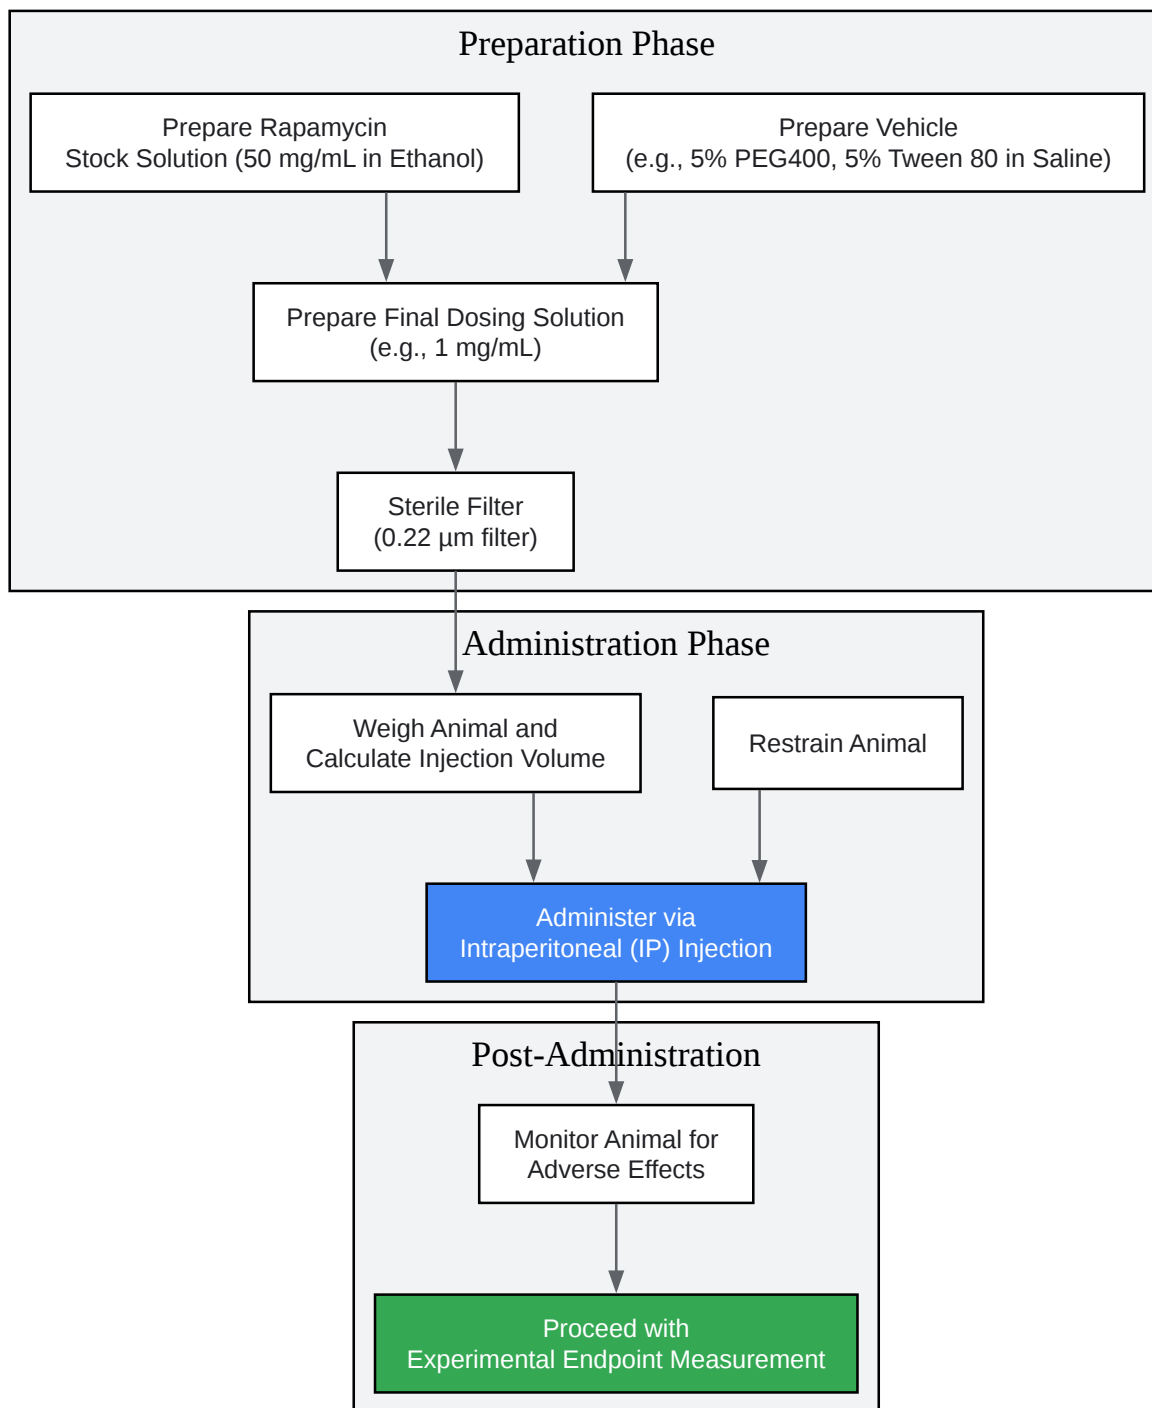 Preparation Phase
Prepare Rapamycin
Stock Solution (50 mg/mL in Ethanol)
Prepare Vehicle
(e.g., 5% PEG400, 5% Tween 80 in Saline)
Prepare Final Dosing Solution
(e.g., 1 mg/mL)
Sterile Filter
(0.22 µm filter)
Administration Phase
Weigh Animal and
Calculate Injection Volume
Restrain Animal
Administer via
Intraperitoneal (IP) Injection
Post-Administration
Monitor Animal for
Adverse Effects
Proceed with
Experimental Endpoint Measurement